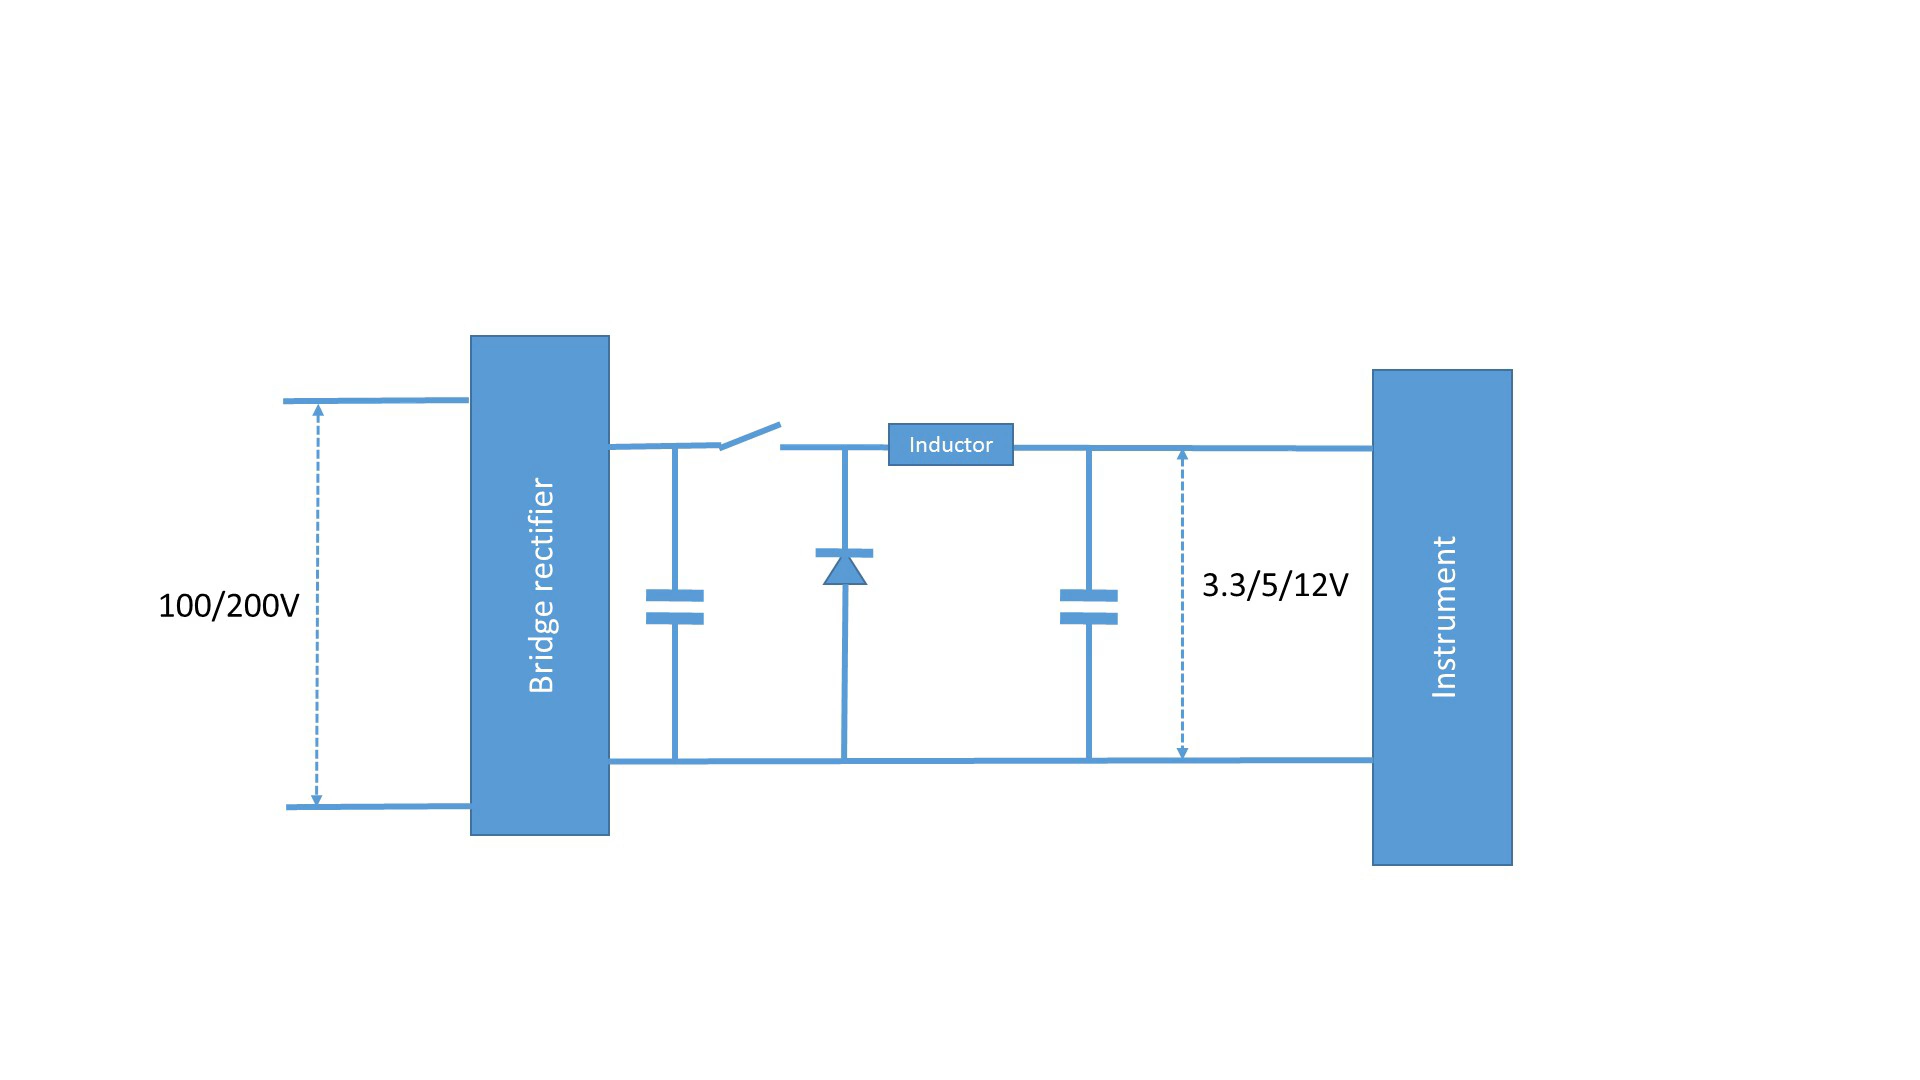 100/200V
Bridge rectifier
Inductor
3.3/5/12V
Instrument